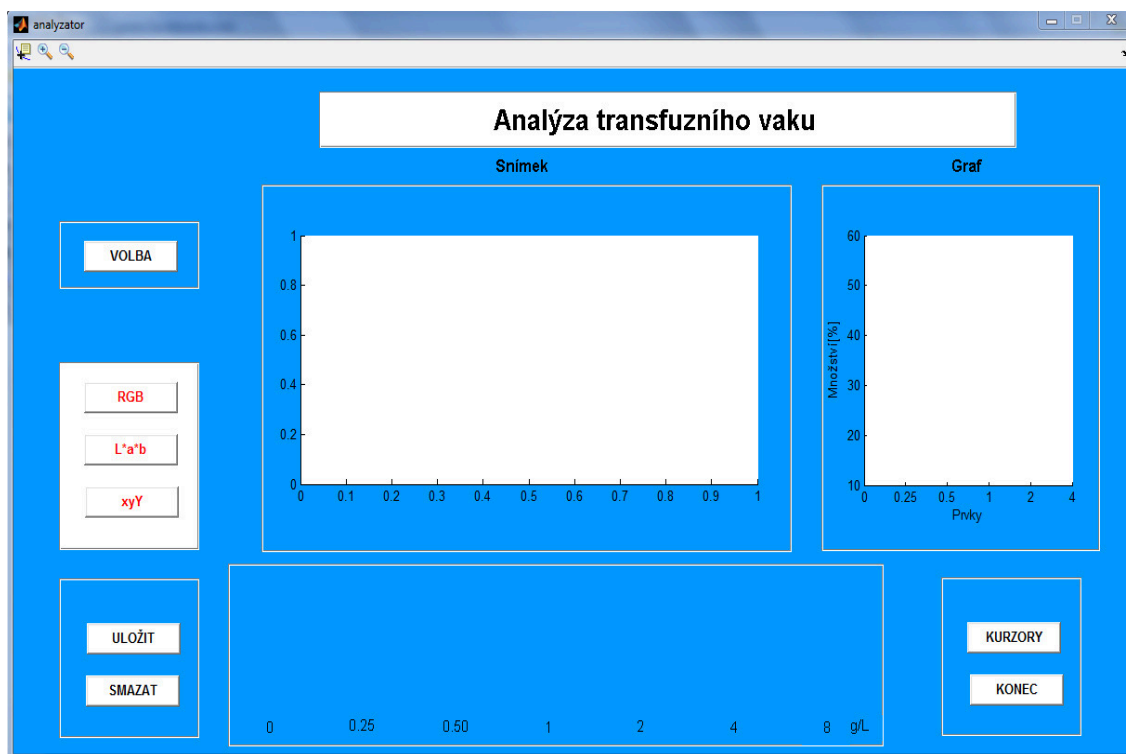 analyzator
Analýza transfuzního vaku
Snímek
Graf
VOLBA
RGB
L*a*b
xyY
ULOŽIT
SMAZAT
1
0.8
0.6
0.4
0.2
0
0 0.1 0.2 0.3 0.4 0.5 0.6 0.7 0.8 0.9 1
Množství[%]
60
50
40
30
20
10
0 0.25 0.5 1 2 4
Prvky
0 0.25 0.50 1 2 4 8 g/L
KURZORY
KONEC